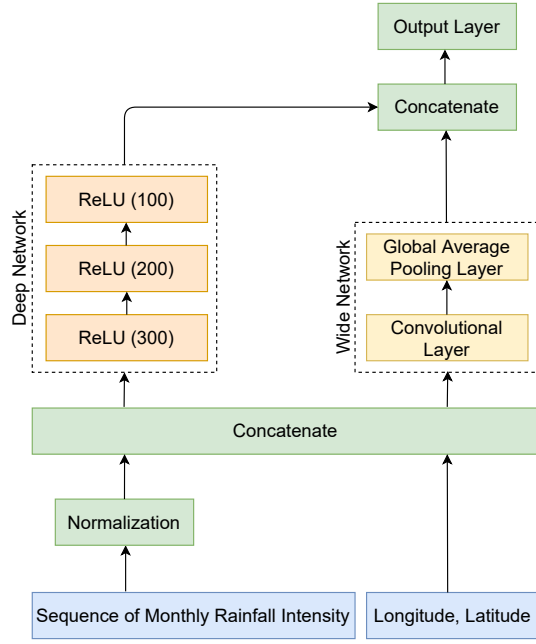 Output Layer
Concatenate
Deep Network
ReLU (100)
ReLU (200)
ReLU (300)
Wide Network
Global Average
Pooling Layer
Convolutional
Layer
Concatenate
Normalization
Sequence of Monthly Rainfall Intensity
Longitude, Latitude